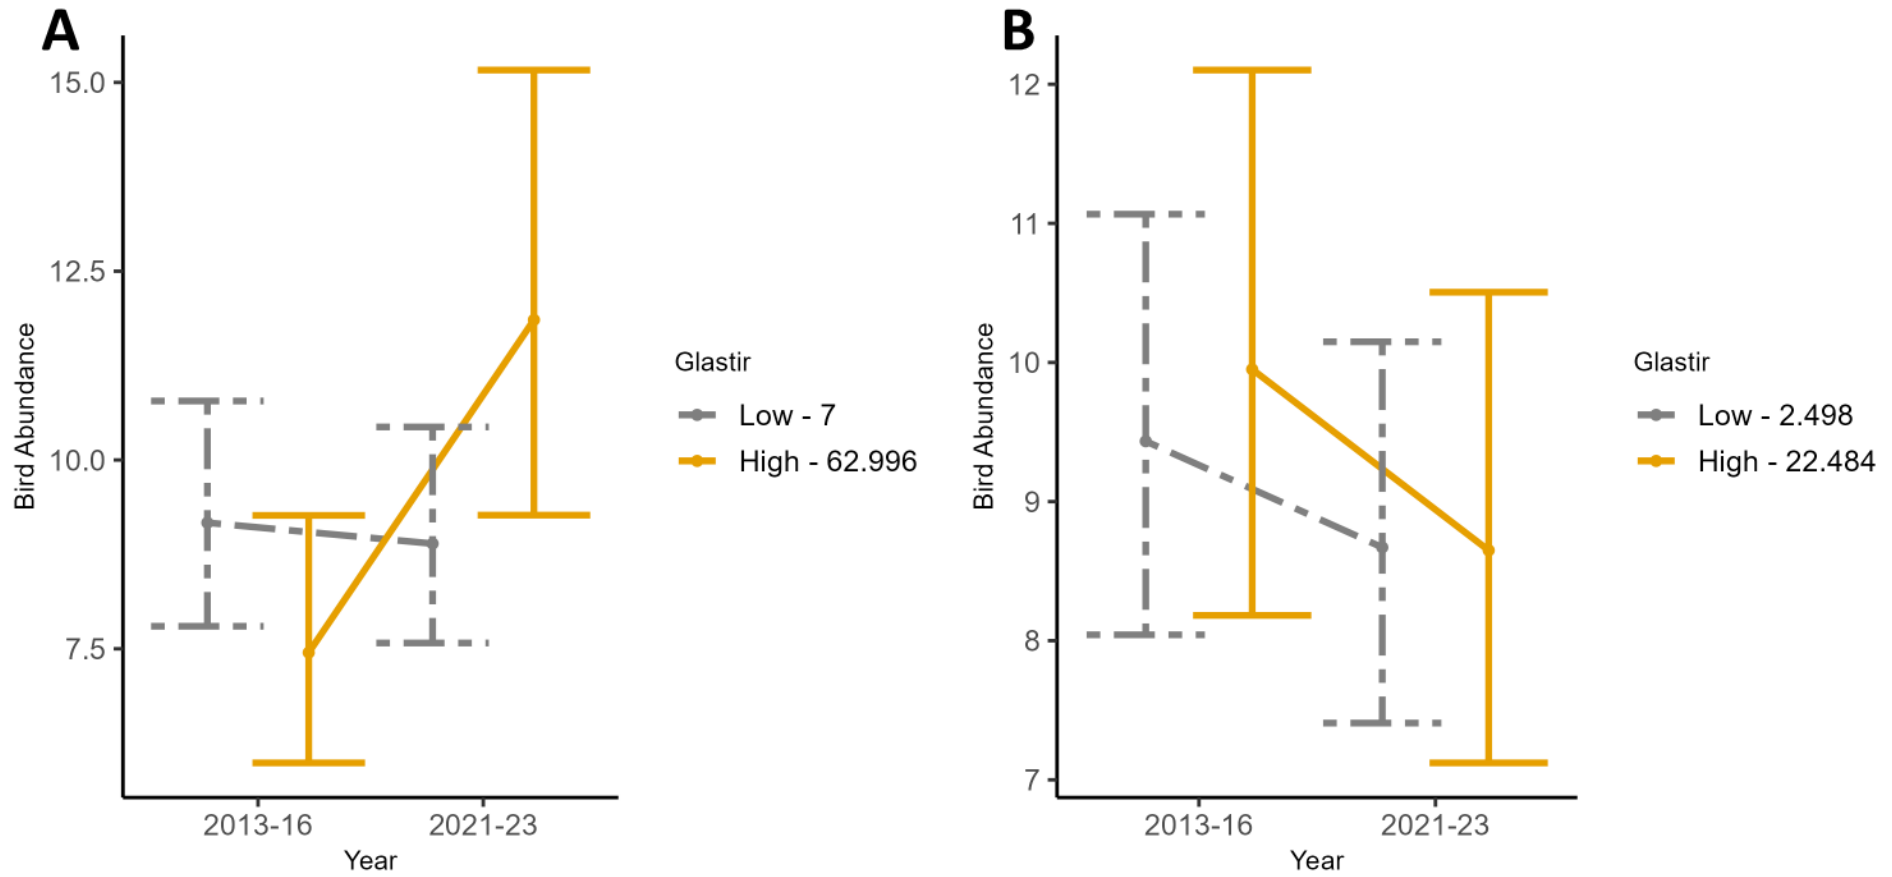 A
15.0
12.5
10.0
7.5
Bird Abundance
2013-16 2021-23
Year
Glastir
Low - 7
High - 62.996
B
12
11
10
9
8
7
Bird Abundance
2013-16 2021-23
Year
Glastir
Low - 2.498
High - 22.484